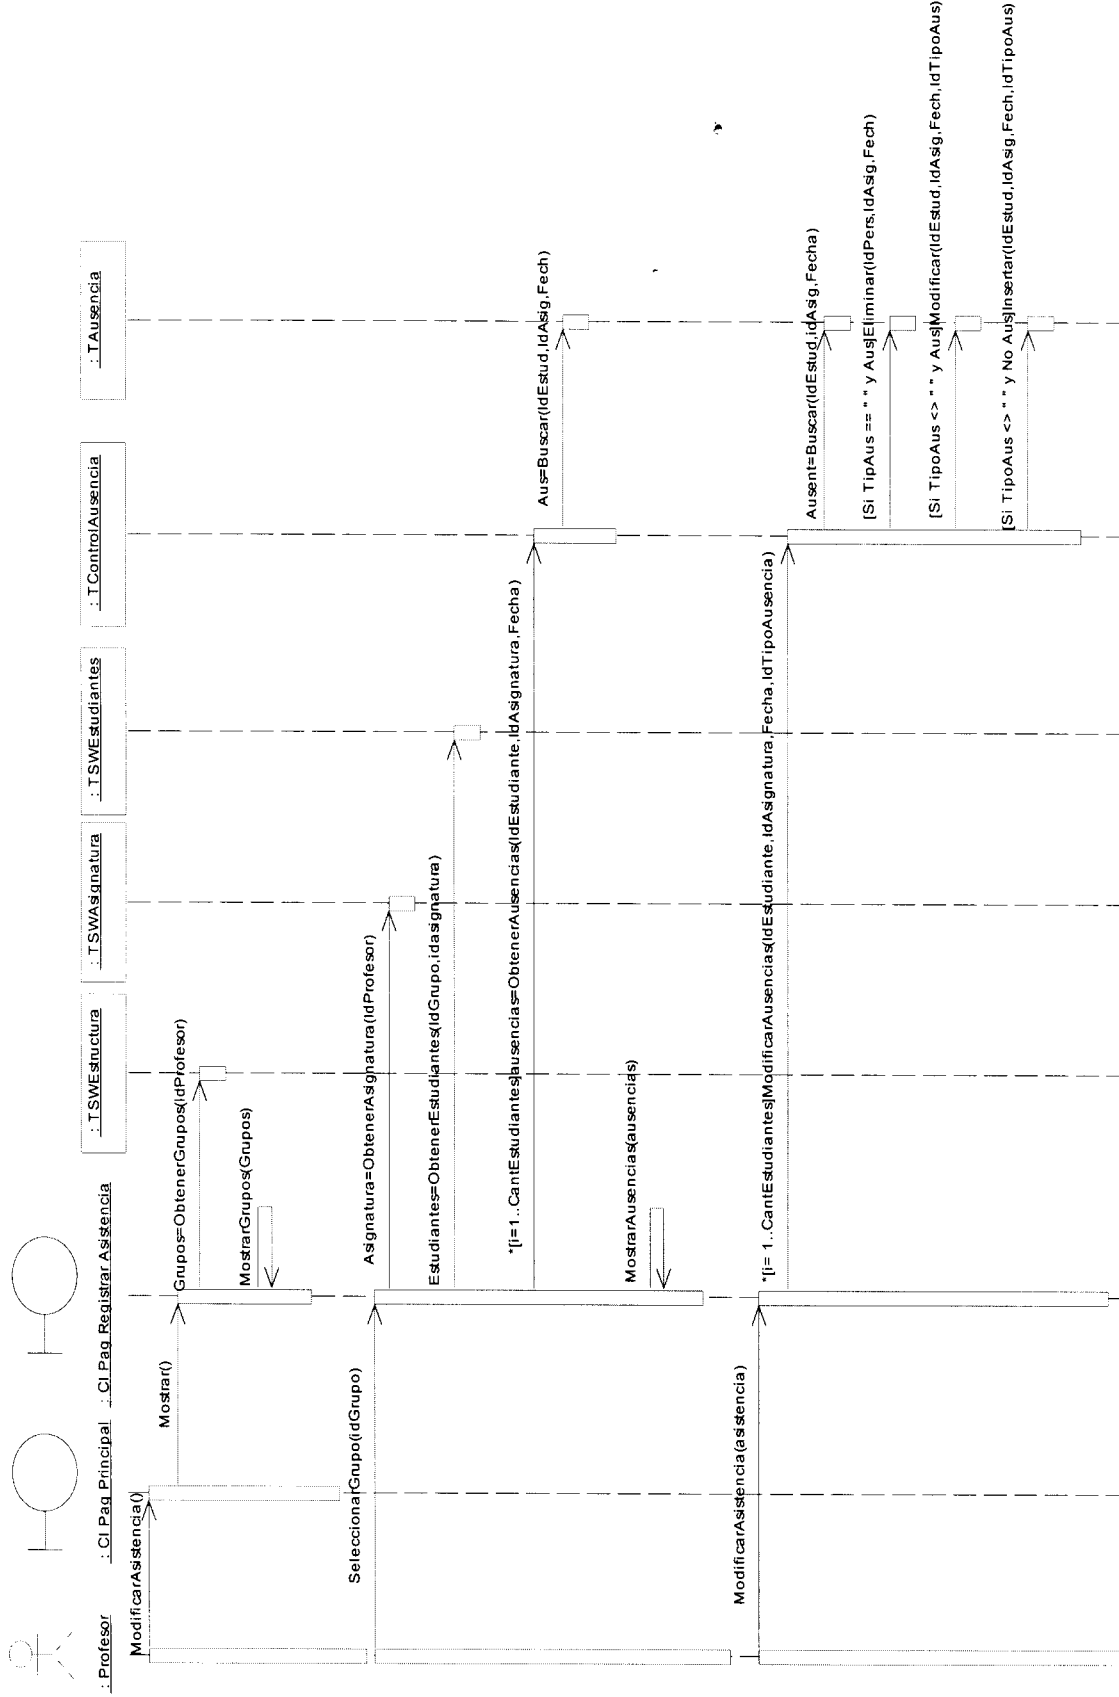 : Profesor
: CI Pag Principal
: CI Pag Registrar Asistencia
: TSWEstructura
: TSWAsignatura
: TSWEstudiantes
: TControlAusencia
: TAusencia
ModificarAsistencia()
Mostrar()
Grupos=ObtenerGrupos(IdProfesor)
MostrarGrupos(Grupos)
SeleccionarGrupo(idGrupo)
Asignatura=ObtenerAsignatura(IdProfesor)
Estudiantes=ObtenerEstudiantes(IdGrupo,idasignatura)
*[i=1..CantEstudiantes]ausencias=ObtenerAusencias(IdEstudiante,IdAsignatura,Fecha)
Aus=Buscar(IdEstud,IdAsig,Fech)
MostrarAusencias(ausencias)
ModificarAsistencia(asistencia)
*[i= 1..CantEstudiantes]ModificarAusencias(IdEstudiante,IdAsignatura,Fecha,IdTipoAusencia)
Ausent=Buscar(IdEstud,idAsig,Fecha)
[Si TipAus == " " y Aus]Eliminar(IdPers,IdAsig,Fech)
[Si TipoAus <> " " y Aus]Modificar(IdEstud,IdAsig,Fech,IdTipoAus)
[Si TipoAus <> " " y No Aus]Insertar(IdEstud,IdAsig,Fech,IdTipoAus)